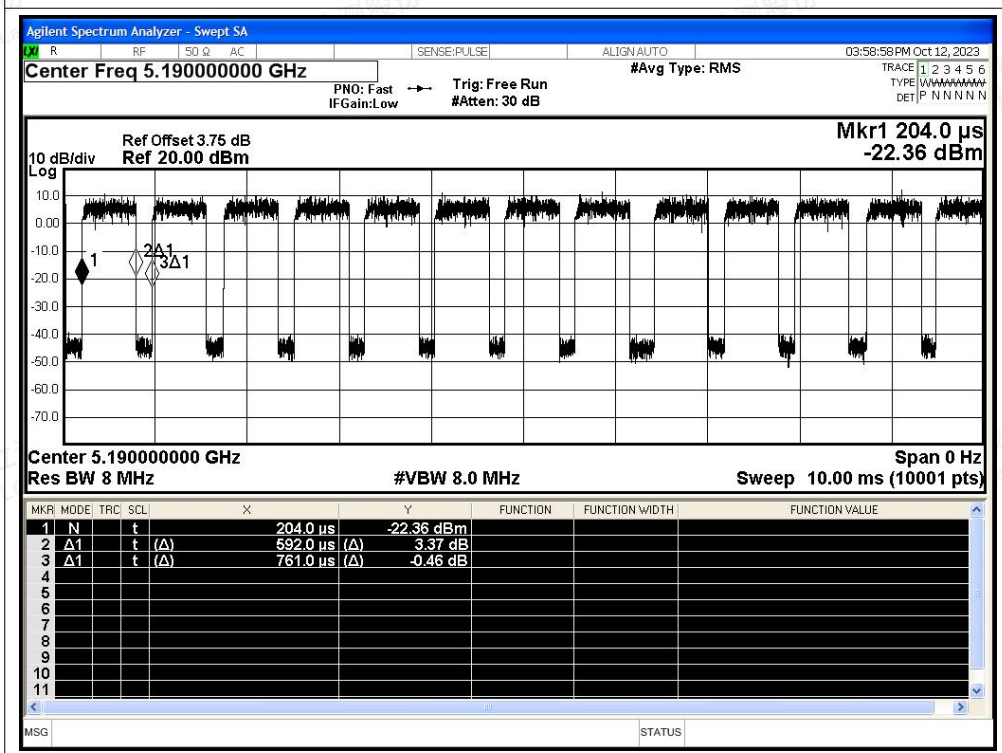 Agilent Spectrum Analyzer - Swept SA
LXI R RF 50 Ω AC SENSE:PULSE ALIGN AUTO 03:58:58 PM Oct 12, 2023
Center Freq 5.190000000 GHz #Avg Type: RMS TRACE 1 2 3 4 5 6
PNO: Fast Trig: Free Run TYPE WWWWWW
IFGain:Low #Atten: 30 dB DET P N N N N N
Mkr1 204.0 µs
Ref Offset 3.75 dB
10 dB/div Ref 20.00 dBm -22.36 dBm
Log
10.0
0.00
-10.0
-20.0
-30.0
-40.0
-50.0
-60.0
-70.0
1
2Δ1
3Δ1
Center 5.190000000 GHz Span 0 Hz
Res BW 8 MHz #VBW 8.0 MHz Sweep 10.00 ms (10001 pts)
MKR MODE TRC SCL X Y FUNCTION FUNCTION WIDTH FUNCTION VALUE
1 N t 204.0 µs -22.36 dBm
2 Δ1 t (Δ) 592.0 µs (Δ) 3.37 dB
3 Δ1 t (Δ) 761.0 µs (Δ) -0.46 dB
4
5
6
7
8
9
10
11
MSG STATUS